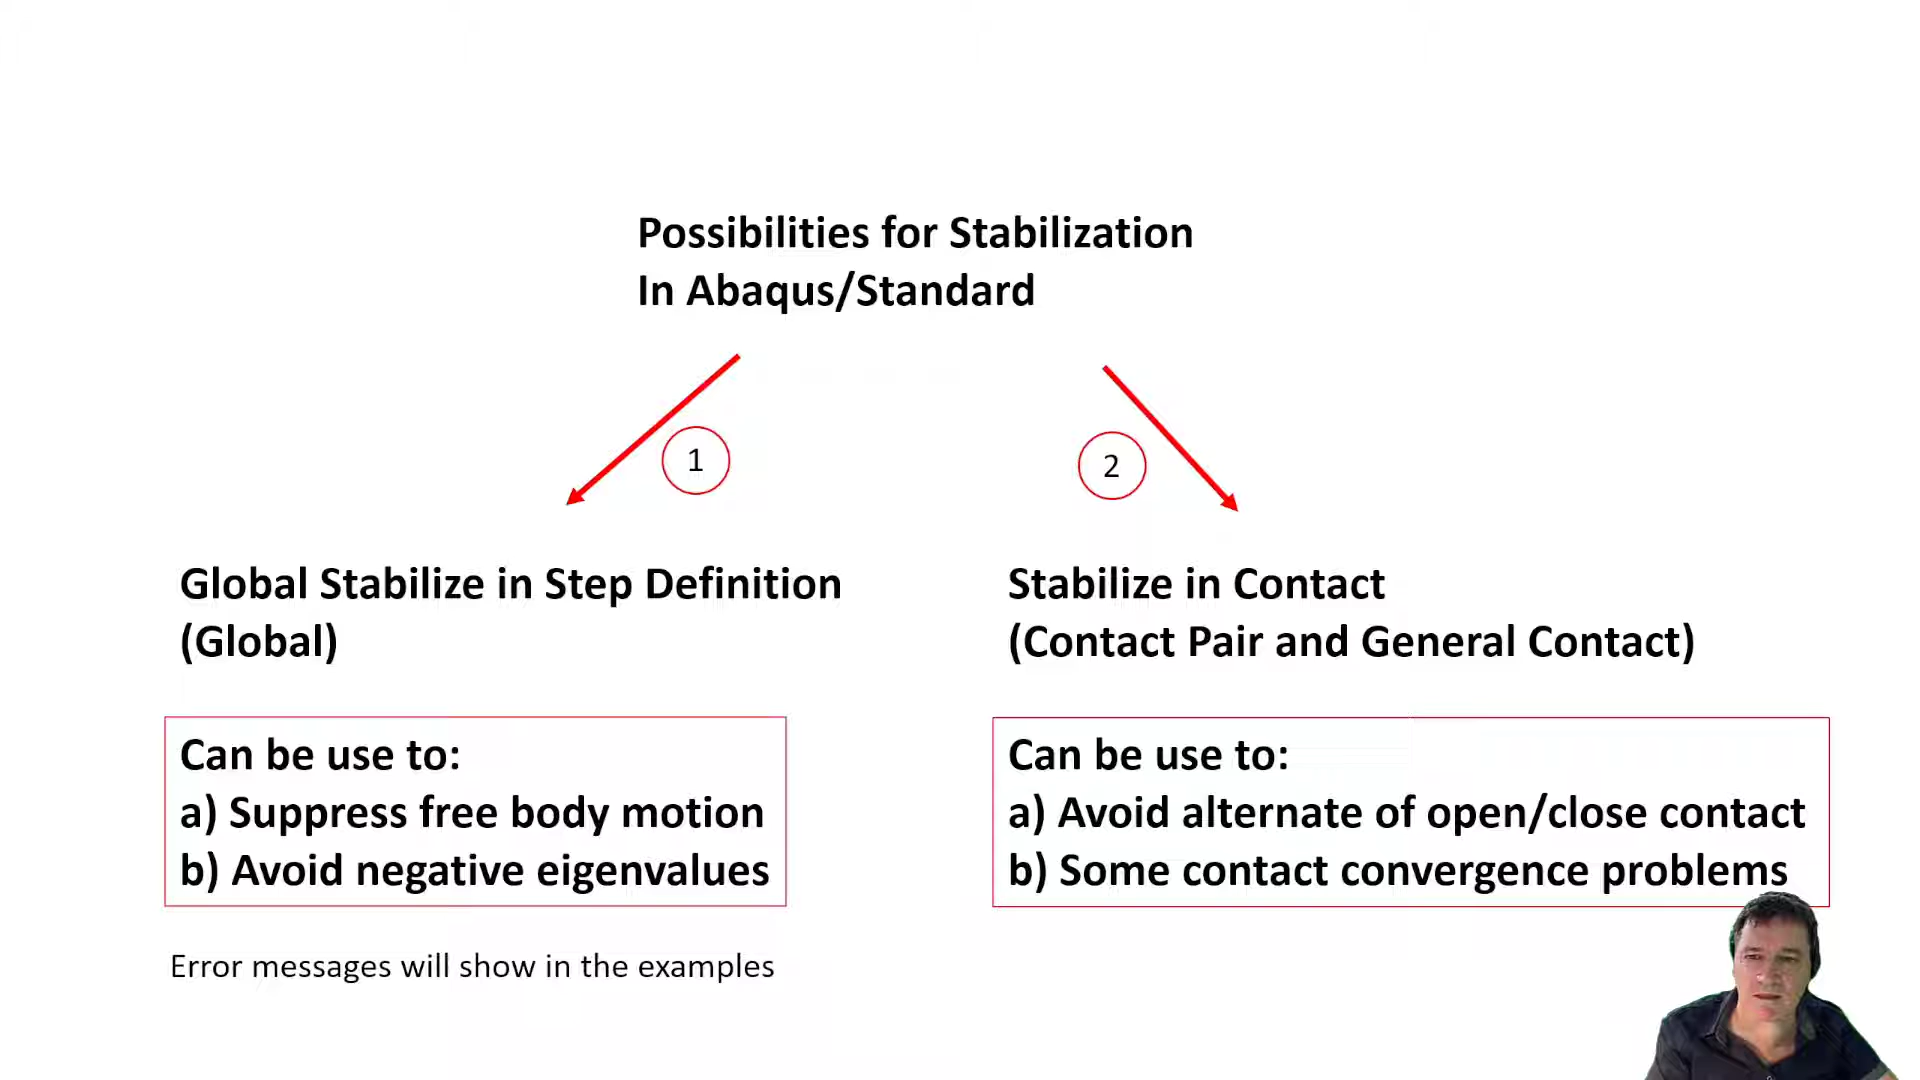 Possibilities for Stabilization
In Abaqus/Standard
1
2
Global Stabilize in Step Definition
(Global)
Can be use to:
a) Suppress free body motion
b) Avoid negative eigenvalues
Error messages will show in the examples
Stabilize in Contact
(Contact Pair and General Contact)
Can be use to:
a) Avoid alternate of open/close contact
b) Some contact convergence problems